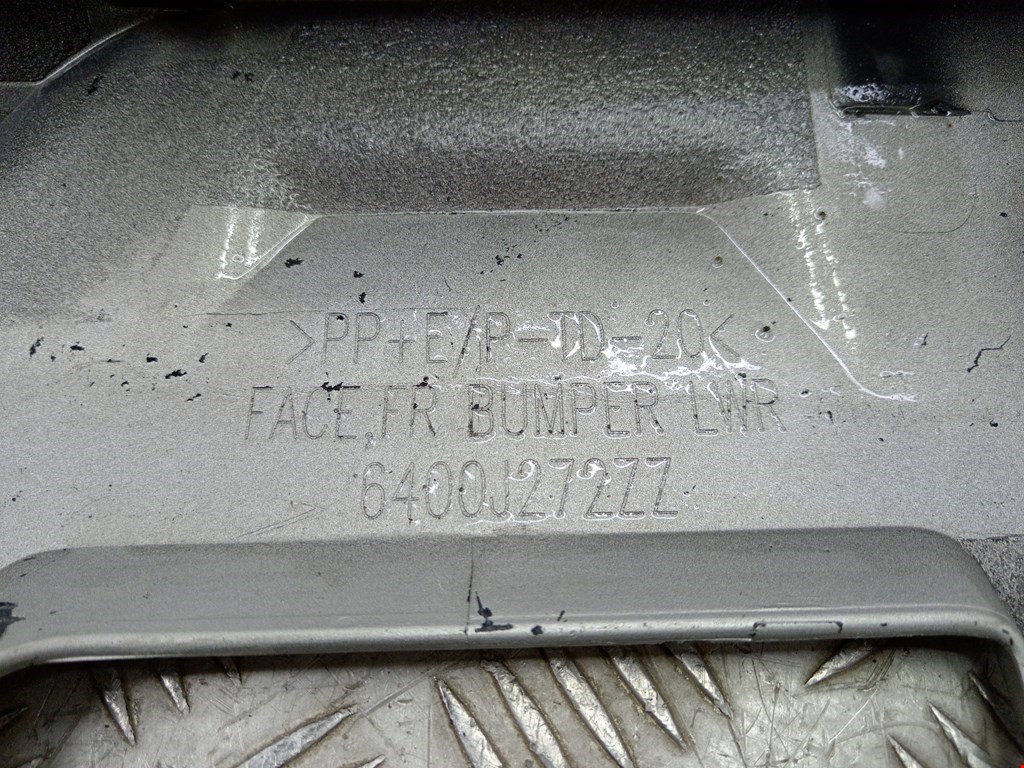 >PP+E/P-TD-20<
FACE,FR BUMPER LWR
6400J272ZZ